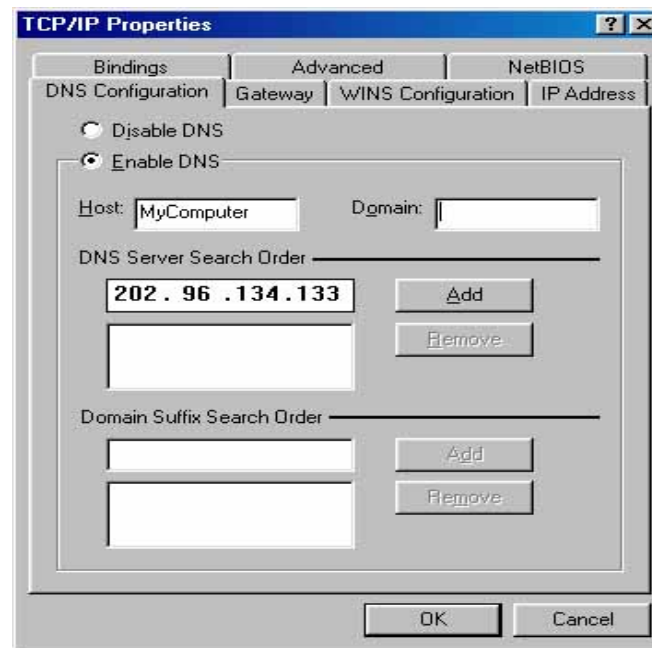 TCP/IP Properties
? ×
Bindings Advanced NetBIOS
DNS Configuration Gateway WINS Configuration IP Address
Disable DNS
Enable DNS
Host: MyComputer Domain:
DNS Server Search Order
202 . 96 .134.133 Add
Remove
Domain Suffix Search Order
Add
Remove
OK Cancel